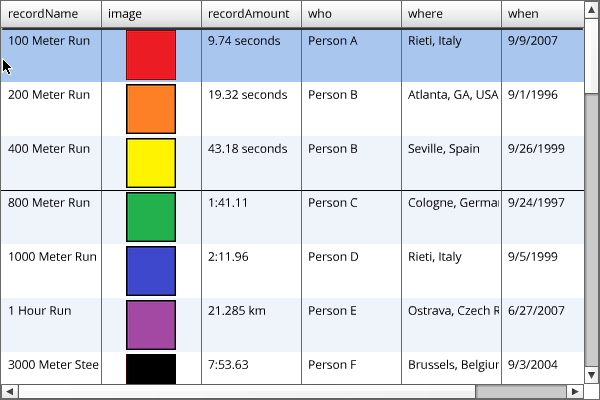 recordName image recordAmount who where when
100 Meter Run 9.74 seconds Person A Rieti, Italy 9/9/2007
200 Meter Run 19.32 seconds Person B Atlanta, GA, USA 9/1/1996
400 Meter Run 43.18 seconds Person B Seville, Spain 9/26/1999
800 Meter Run 1:41.11 Person C Cologne, Germa 9/24/1997
1000 Meter Run 2:11.96 Person D Rieti, Italy 9/5/1999
1 Hour Run 21.285 km Person E Ostrava, Czech R 6/27/2007
3000 Meter Stee 7:53.63 Person F Brussels, Belgiu 9/3/2004